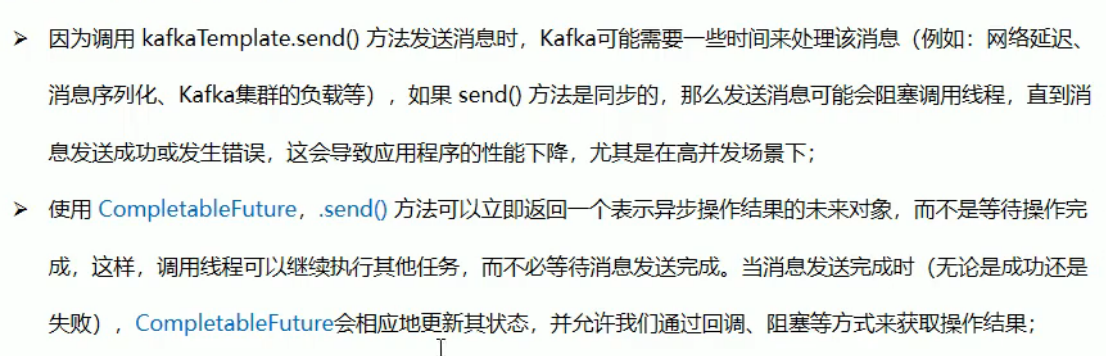 ➢ 因为调用 kafkaTemplate.send() 方法发送消息时，Kafka可能需要一些时间来处理该消息（例如：网络延迟、
消息序列化、Kafka集群的负载等），如果 send() 方法是同步的，那么发送消息可能会阻塞调用线程，直到消
息发送成功或发生错误，这会导致应用程序的性能下降，尤其是在高并发场景下；
➢ 使用 CompletableFuture，.send() 方法可以立即返回一个表示异步操作结果的未来对象，而不是等待操作完
成，这样，调用线程可以继续执行其他任务，而不必等待消息发送完成。当消息发送完成时（无论是成功还是
失败），CompletableFuture会相应地更新其状态，并允许我们通过回调、阻塞等方式来获取操作结果；